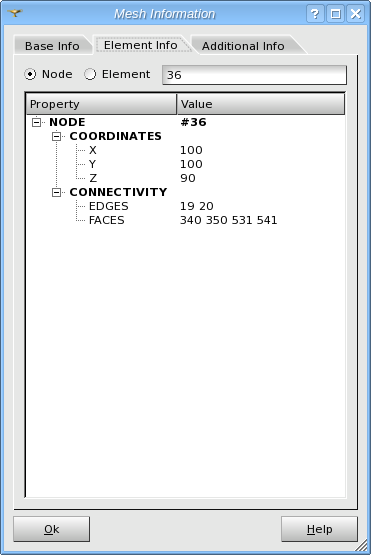 Mesh Information
Base Info Element Info Additional Info
Node Element 36
Property Value
NODE #36
COORDINATES
X 100
Y 100
Z 90
CONNECTIVITY
EDGES 19 20
FACES 340 350 531 541
Ok Help